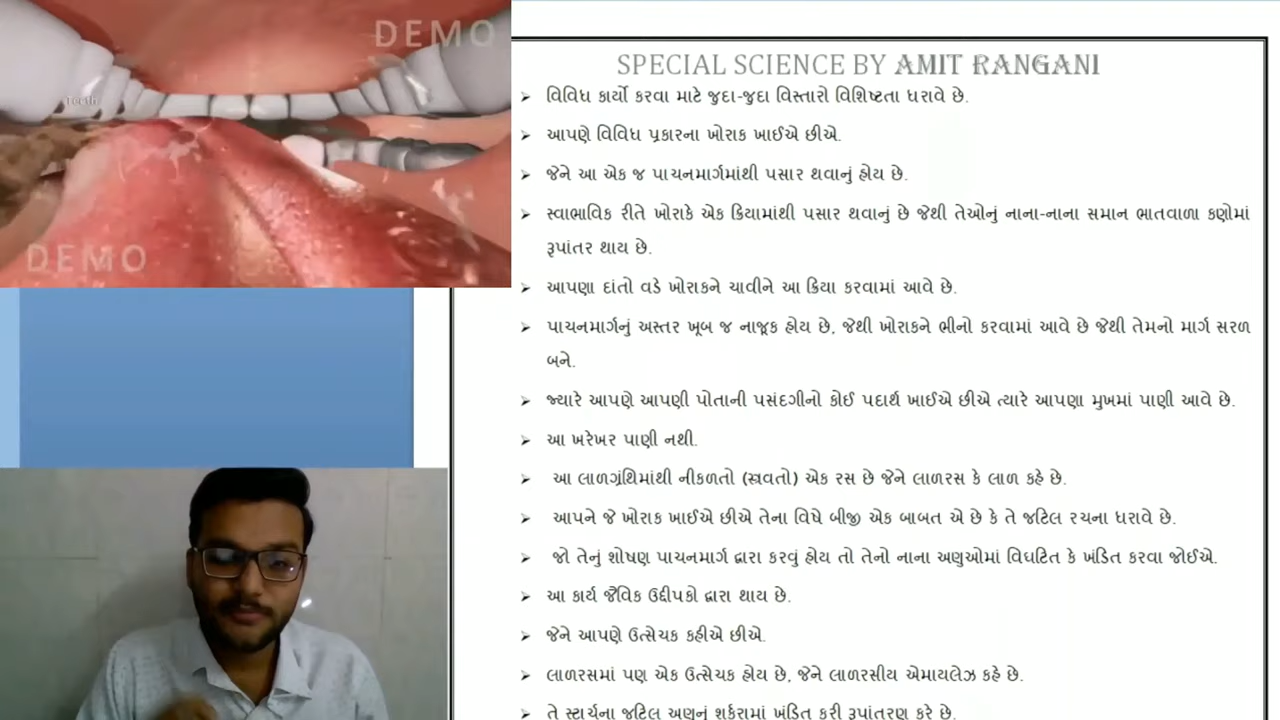 DEMO
Teeth
DEMO
SPECIAL SCIENCE BY AMIT RANGANI
➢ વિવિધ કાર્યો કરવા માટે જુદા-જુદા વિસ્તારો વિશિષ્ટતા ધરાવે છે.
➢ આપણે વિવિધ પ્રકારના ખોરાક ખાઈએ છીએ.
➢ જેને આ એક જ પાચનમાર્ગમાંથી પસાર થવાનું હોય છે.
➢ સ્વાભાવિક રીતે ખોરાકે એક ક્રિયામાંથી પસાર થવાનું છે જેથી તેઓનું નાના-નાના સમાન ભાતવાળા કણોમાં
રૂપાંતર થાય છે.
➢ આપણા દાંતો વડે ખોરાકને ચાવીને આ ક્રિયા કરવામાં આવે છે.
➢ પાચનમાર્ગનું અસ્તર ખૂબ જ નાજૂક હોય છે, જેથી ખોરાકને ભીનો કરવામાં આવે છે જેથી તેમનો માર્ગ સરળ
બને.
➢ જ્યારે આપણે આપણી પોતાની પસંદગીનો કોઈ પદાર્થ ખાઈએ છીએ ત્યારે આપણા મુખમાં પાણી આવે છે.
➢ આ ખરેખર પાણી નથી.
➢ આ લાળગ્રંથિમાંથી નીકળતો (સ્ત્રવતો) એક રસ છે જેને લાળરસ કે લાળ કહે છે.
➢ આપને જે ખોરાક ખાઈએ છીએ તેના વિષે બીજી એક બાબત એ છે કે તે જટિલ રચના ધરાવે છે.
➢ જો તેનું શોષણ પાચનમાર્ગ દ્વારા કરવું હોય તો તેનો નાના અણુઓમાં વિઘટિત કે ખંડિત કરવા જોઈએ.
➢ આ કાર્ય જૈવિક ઉદ્દીપકો દ્વારા થાય છે.
➢ જેને આપણે ઉત્સેચક કહીએ છીએ.
➢ લાળરસમાં પણ એક ઉત્સેચક હોય છે, જેને લાળરસીય એમાયલેઝ કહે છે.
➢ તે સ્ટાર્ચના જટિલ અણુનું શર્કરામાં ખંડિત કરી રૂપાંતરણ કરે છે.